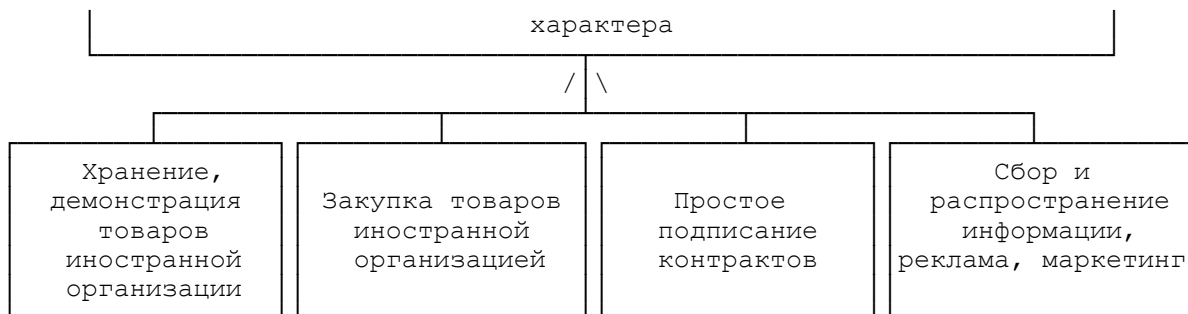 характера
Хранение,
демонстрация
товаров
иностранной
организации
Закупка товаров
иностранной
организацией
Простое
подписание
контрактов
Сбор и
распространение
информации,
реклама, маркетинг